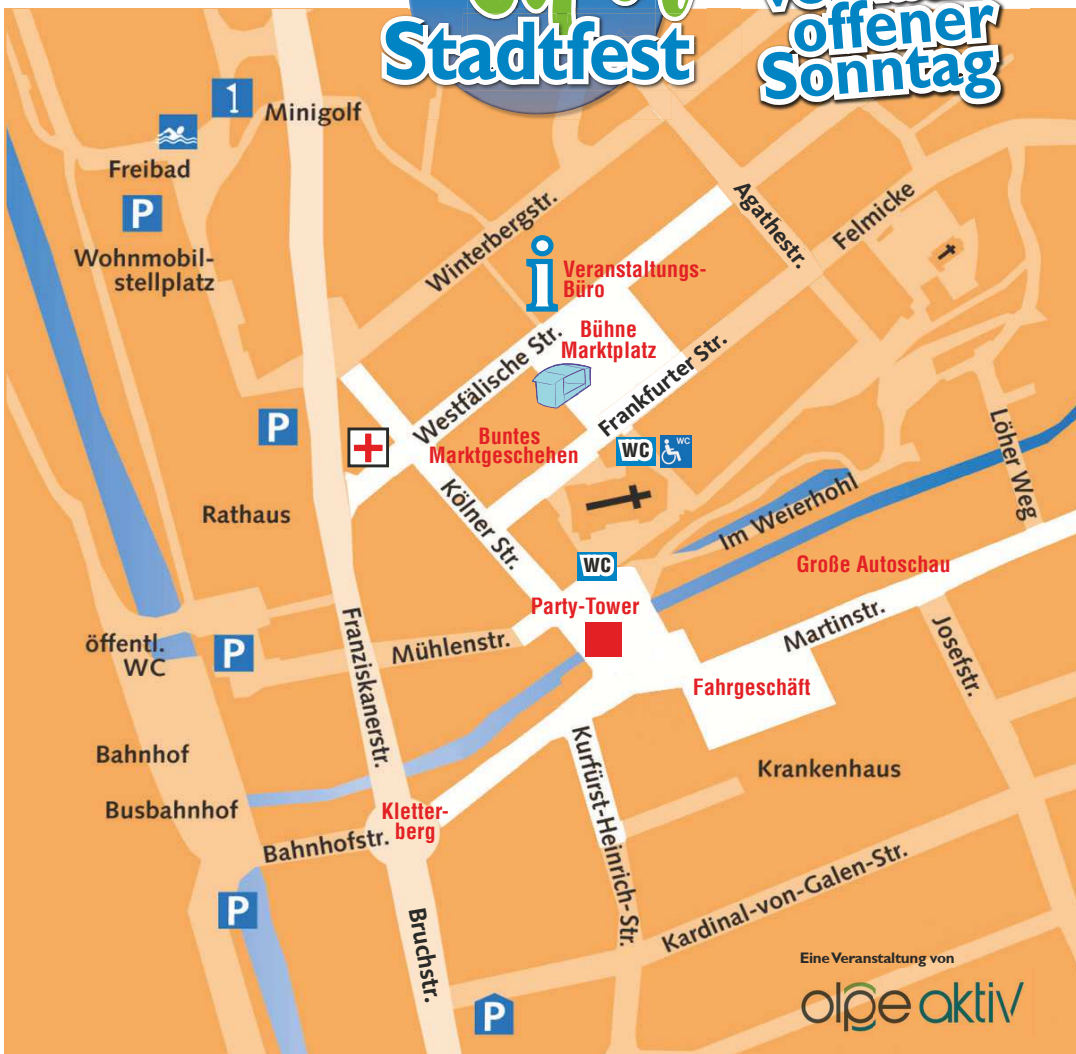 Stadtfest
offener
Sonntag
1
Minigolf
Freibad
P
Wohnmobil-
stellplatz
Winterbergstr.
Agathestr.
Felmicke
i
Veranstaltungs-
Büro
Bühne
Marktplatz
Westfälische Str.
Frankfurter Str.
P
Buntes
Marktgeschehen
WC
WC
Löher Weg
Rathaus
Kölner Str.
Im Weierhohl
WC
Große Autoschau
Party-Tower
Martinstr.
Josefstr.
Franziskanerstr.
Mühlenstr.
öffentl.
WC
P
Fahrgeschäft
Bahnhof
Krankenhaus
Busbahnhof
Kletter-
berg
Bahnhofstr.
Kurfürst-Heinrich-Str.
Kardinal-von-Galen-Str.
P
Bruchstr.
Eine Veranstaltung von
olpe aktiv
P